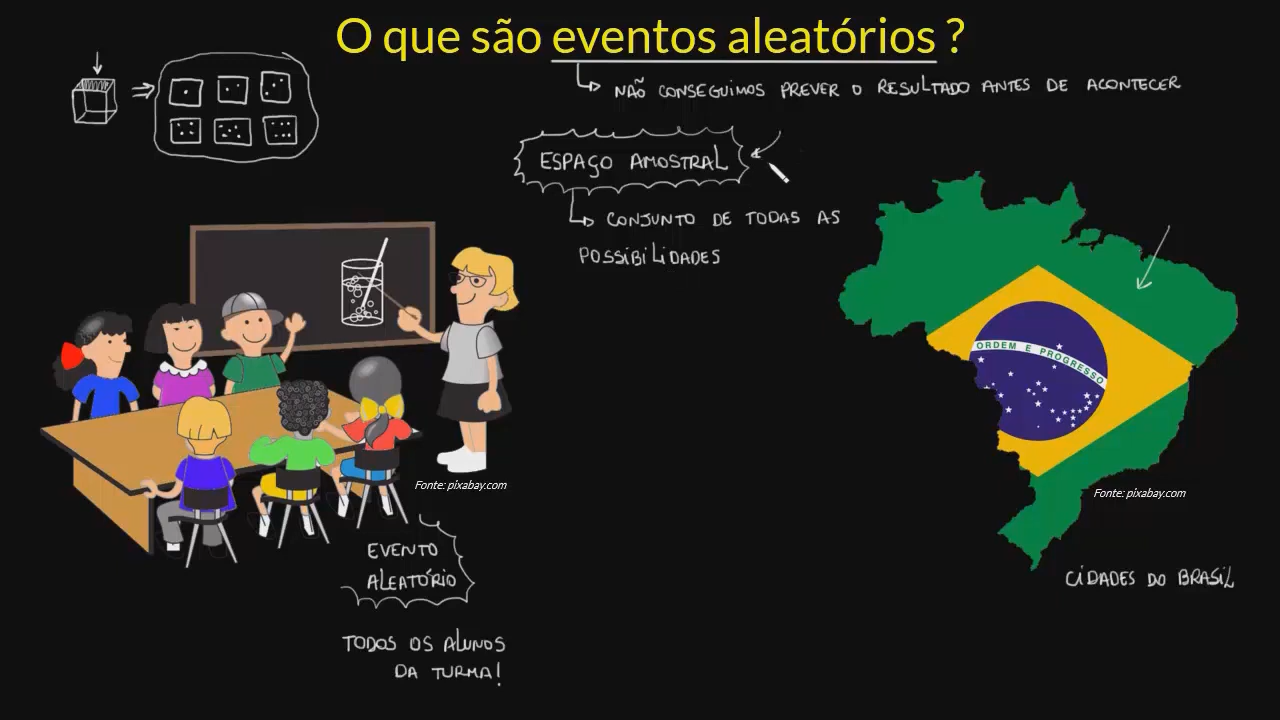 O que são eventos aleatórios ?
NÃO CONSEGUIMOS PREVER O RESULTADO ANTES DE ACONTECER
ESPAÇO AMOSTRAL
CONJUNTO DE TODAS AS
POSSIBILIDADES
ORDEM E PROGRESSO
Fonte: pixabay.com
Fonte: pixabay.com
EVENTO
ALEATÓRIO
TODOS OS ALUNOS
DA TURMA!
CIDADES DO BRASIL